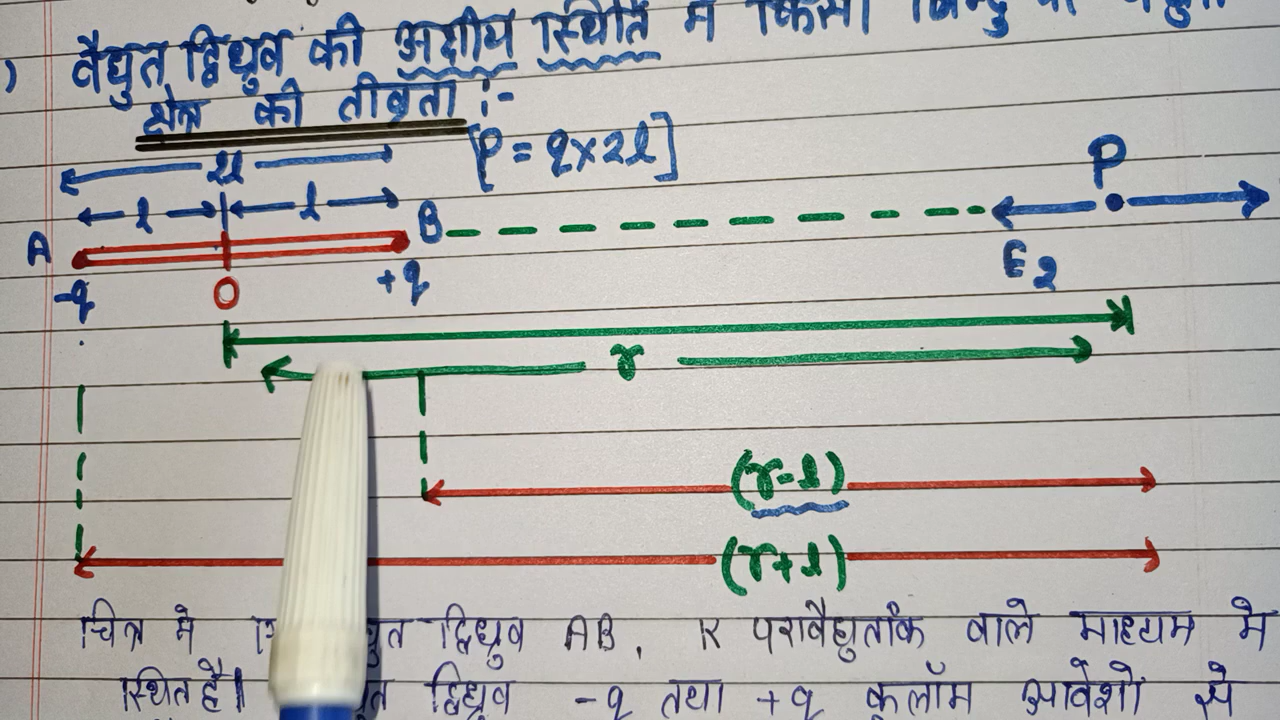 ) वैद्युत द्विध्रुव की अक्षीय स्थिति में किसी बिन्दु पर
क्षेत्र की तीव्रता :-
2l [P = q×2l]
P
l l
A B
-q O +q E2
r
(r-l)
(r+l)
चित्र मे द्विध्रुव AB, K परावैद्युतांक वाले माध्यम मे
स्थित है। द्विध्रुव -q तथा +q कूलॉम आवेशो से